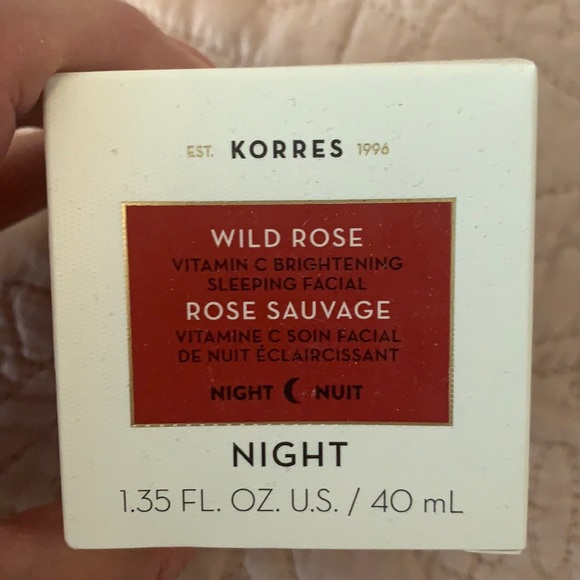 EST. KORRES 1996
WILD ROSE
VITAMIN C BRIGHTENING
SLEEPING FACIAL
ROSE SAUVAGE
VITAMINE C SOIN FACIAL
DE NUIT ÉCLAIRCISSANT
NIGHT NUIT
NIGHT
1.35 FL. OZ. U.S. / 40 mL